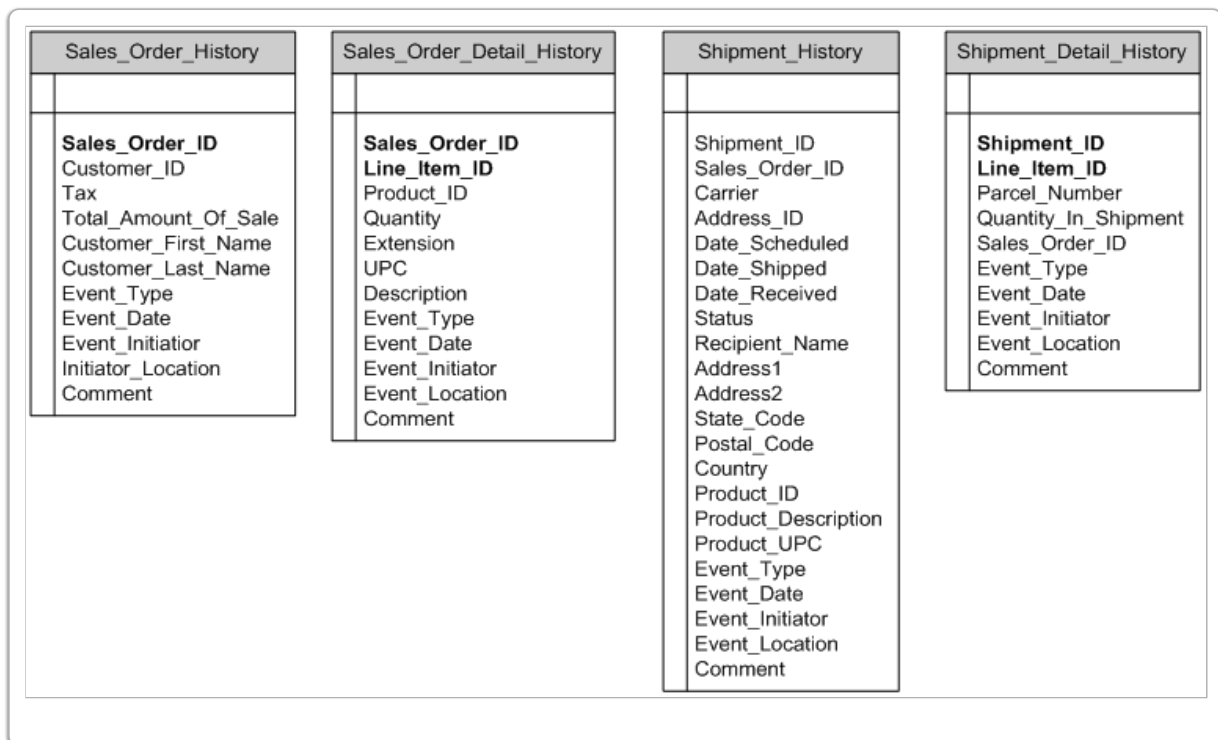 Sales_Order_History
Sales_Order_ID
Customer_ID
Tax
Total_Amount_Of_Sale
Customer_First_Name
Customer_Last_Name
Event_Type
Event_Date
Event_Initiatior
Initiator_Location
Comment
Sales_Order_Detail_History
Sales_Order_ID
Line_Item_ID
Product_ID
Quantity
Extension
UPC
Description
Event_Type
Event_Date
Event_Initiator
Event_Location
Comment
Shipment_History
Shipment_ID
Sales_Order_ID
Carrier
Address_ID
Date_Scheduled
Date_Shipped
Date_Received
Status
Recipient_Name
Address1
Address2
State_Code
Postal_Code
Country
Product_ID
Product_Description
Product_UPC
Event_Type
Event_Date
Event_Initiator
Event_Location
Comment
Shipment_Detail_History
Shipment_ID
Line_Item_ID
Parcel_Number
Quantity_In_Shipment
Sales_Order_ID
Event_Type
Event_Date
Event_Initiator
Event_Location
Comment